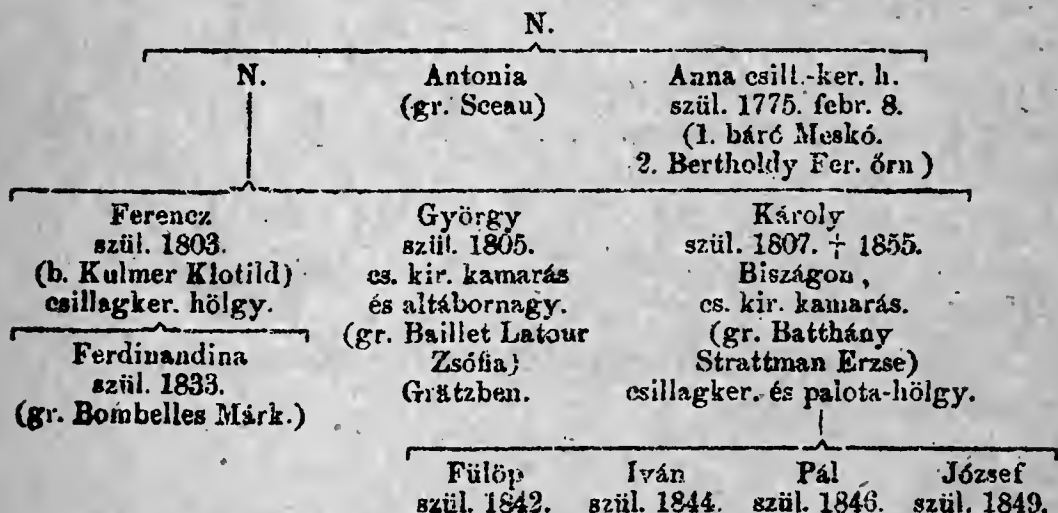 N.
N.
Antonia
(gr. Sceau)
Anna csill.-ker. h.
szül. 1775. febr. 8.
(1. báró Meskó.
2. Bertholdy Fer. őrn )
Ferencz
szül. 1803.
(b. Kulmer Klotild)
csillagker. hölgy.
György
szül. 1805.
cs. kir. kamarás
és altábornagy.
(gr. Baillet Latour
Zsófia)
Grätzben.
Károly
szül. 1807. † 1855.
Biszágon,
cs. kir. kamarás.
(gr. Batthány
Strattman Erzse)
csillagker. és palota-hölgy.
Ferdinandina
szül. 1833.
(gr. Bombelles Márk.)
Fülöp
szül. 1842.
Iván
szül. 1844.
Pál
szül. 1846.
József
szül. 1849.